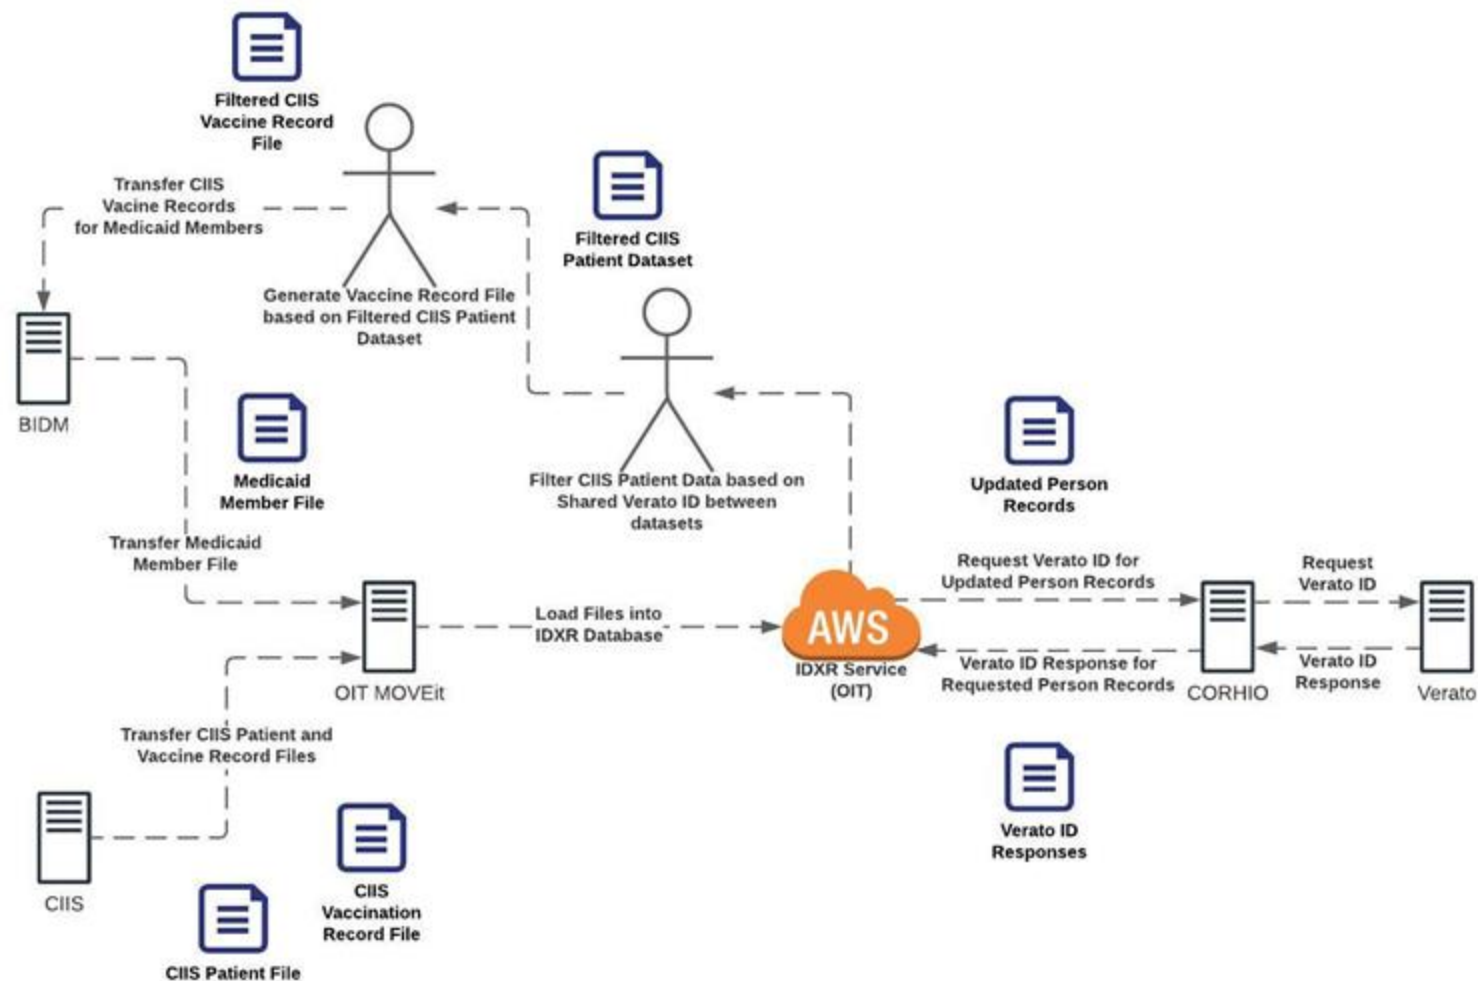 Filtered CIIS
Vaccine Record
File
Transfer CIIS
Vacine Records
for Medicaid Members
Filtered CIIS
Patient Dataset
Generate Vaccine Record File
based on Filtered CIIS Patient
Dataset
BIDM
Medicaid
Member File
Filter CIIS Patient Data based on
Shared Verato ID between
datasets
Updated Person
Records
Transfer Medicaid
Member File
Request Verato ID for
Updated Person Records
Request
Verato ID
Load Files into
IDXR Database
AWS
IDXR Service
(OIT)
Verato ID Response for
Requested Person Records
Verato ID
Response
OIT MOVEit
CORHIO
Verato
Transfer CIIS Patient and
Vaccine Record Files
Verato ID
Responses
CIIS
CIIS
Vaccination
Record File
CIIS Patient File